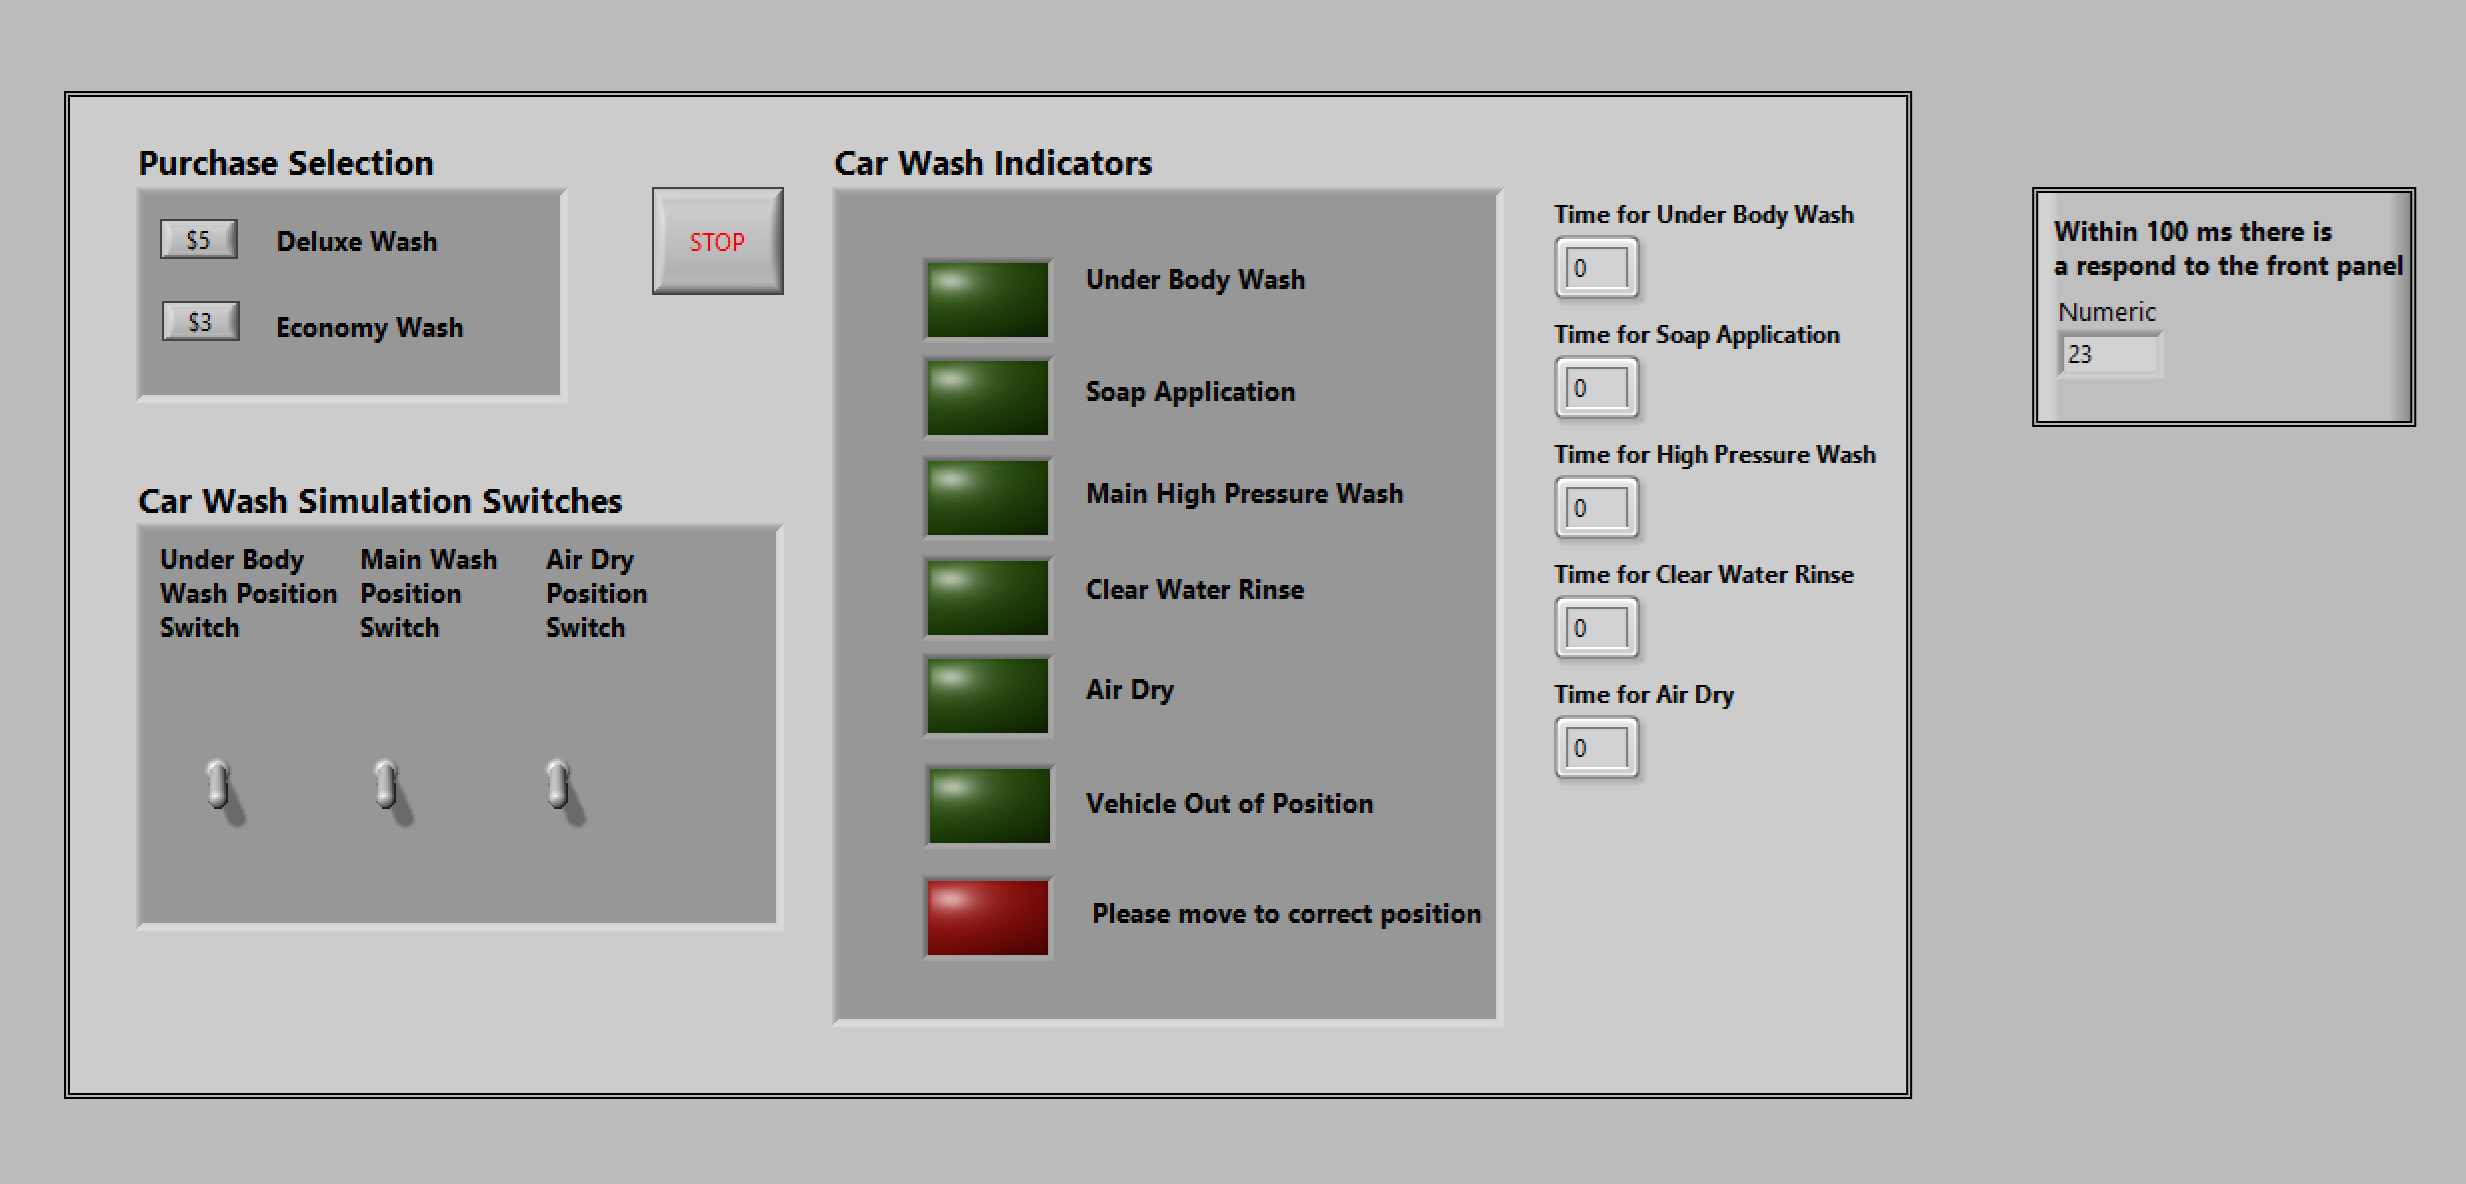 Purchase Selection
$5
Deluxe Wash
$3
Economy Wash
STOP
Car Wash Simulation Switches
Under Body
Wash Position
Switch
Main Wash
Position
Switch
Air Dry
Position
Switch
Car Wash Indicators
Under Body Wash
Soap Application
Main High Pressure Wash
Clear Water Rinse
Air Dry
Vehicle Out of Position
Please move to correct position
Time for Under Body Wash
0
Time for Soap Application
0
Time for High Pressure Wash
0
Time for Clear Water Rinse
0
Time for Air Dry
0
Within 100 ms there is
a respond to the front panel
Numeric
23